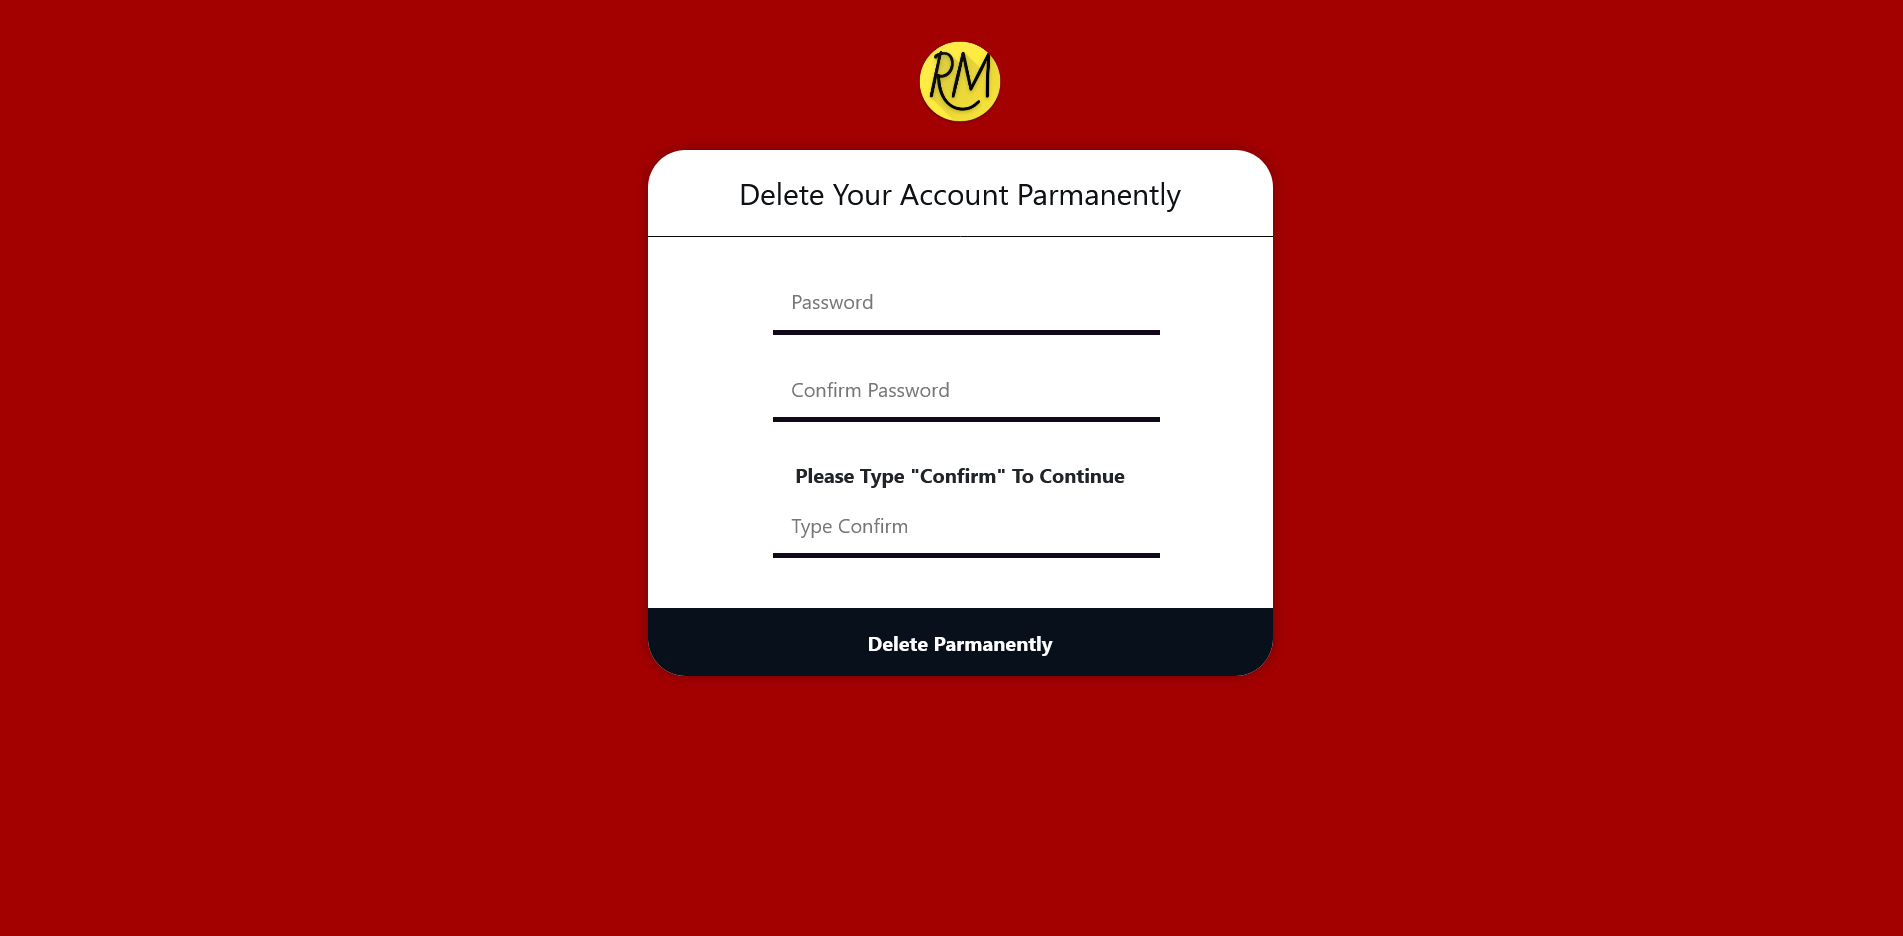 RM
Delete Your Account Parmanently
Password
Confirm Password
Please Type "Confirm" To Continue
Type Confirm
Delete Parmanently